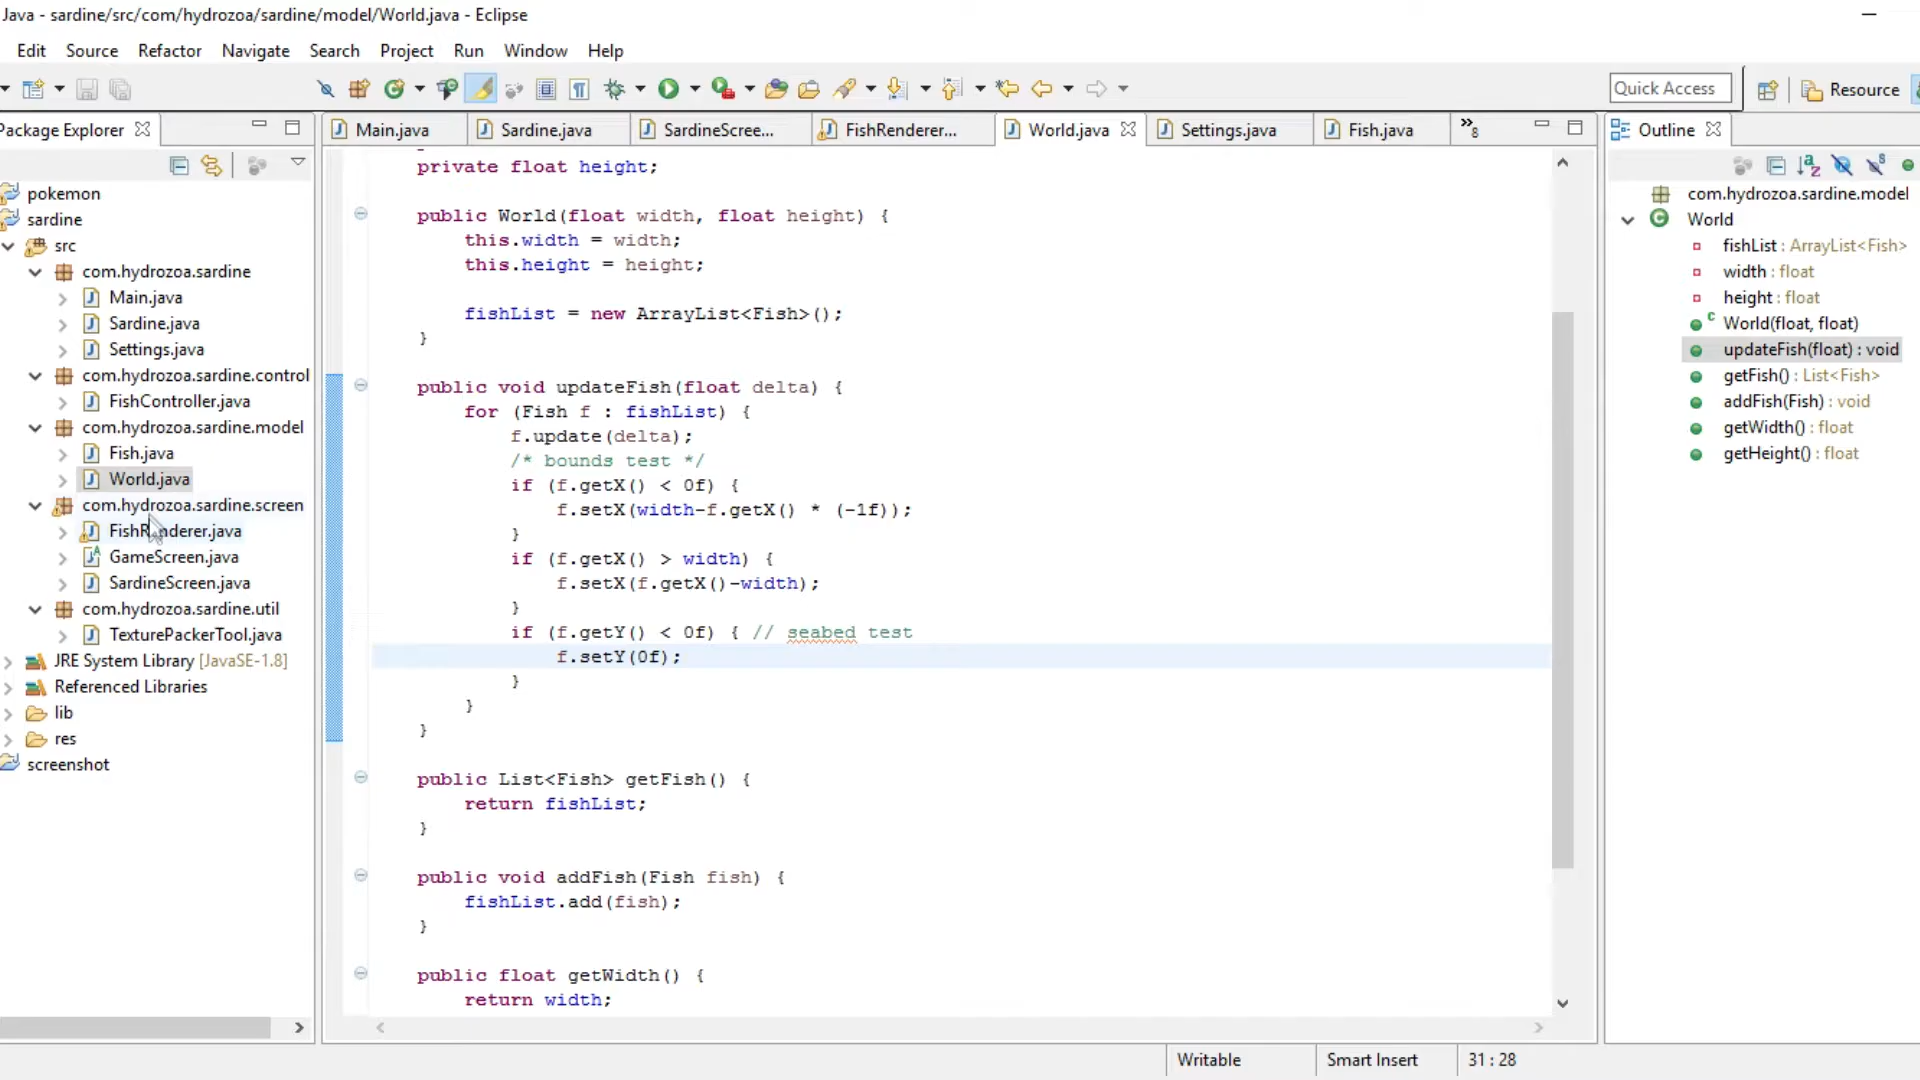 Java - sardine/src/com/hydrozoa/sardine/model/World.java - Eclipse
Edit Source Refactor Navigate Search Project Run Window Help
Quick Access
Resource
Package Explorer
pokemon
sardine
src
com.hydrozoa.sardine
Main.java
Sardine.java
Settings.java
com.hydrozoa.sardine.control
FishController.java
com.hydrozoa.sardine.model
Fish.java
World.java
com.hydrozoa.sardine.screen
FishRenderer.java
GameScreen.java
SardineScreen.java
com.hydrozoa.sardine.util
TexturePackerTool.java
JRE System Library [JavaSE-1.8]
Referenced Libraries
lib
res
screenshot
Main.java Sardine.java SardineScree... FishRenderer... World.java Settings.java Fish.java »8
private float height;
public World(float width, float height) {
this.width = width;
this.height = height;
fishList = new ArrayList<Fish>();
}
public void updateFish(float delta) {
for (Fish f : fishList) {
f.update(delta);
/* bounds test */
if (f.getX() < 0f) {
f.setX(width-f.getX() * (-1f));
}
if (f.getX() > width) {
f.setX(f.getX()-width);
}
if (f.getY() < 0f) { // seabed test
f.setY(0f);
}
}
}
public List<Fish> getFish() {
return fishList;
}
public void addFish(Fish fish) {
fishList.add(fish);
}
public float getWidth() {
return width;
Outline
com.hydrozoa.sardine.model
World
fishList : ArrayList<Fish>
width : float
height : float
World(float, float)
updateFish(float) : void
getFish() : List<Fish>
addFish(Fish) : void
getWidth() : float
getHeight() : float
Writable Smart Insert 31 : 28